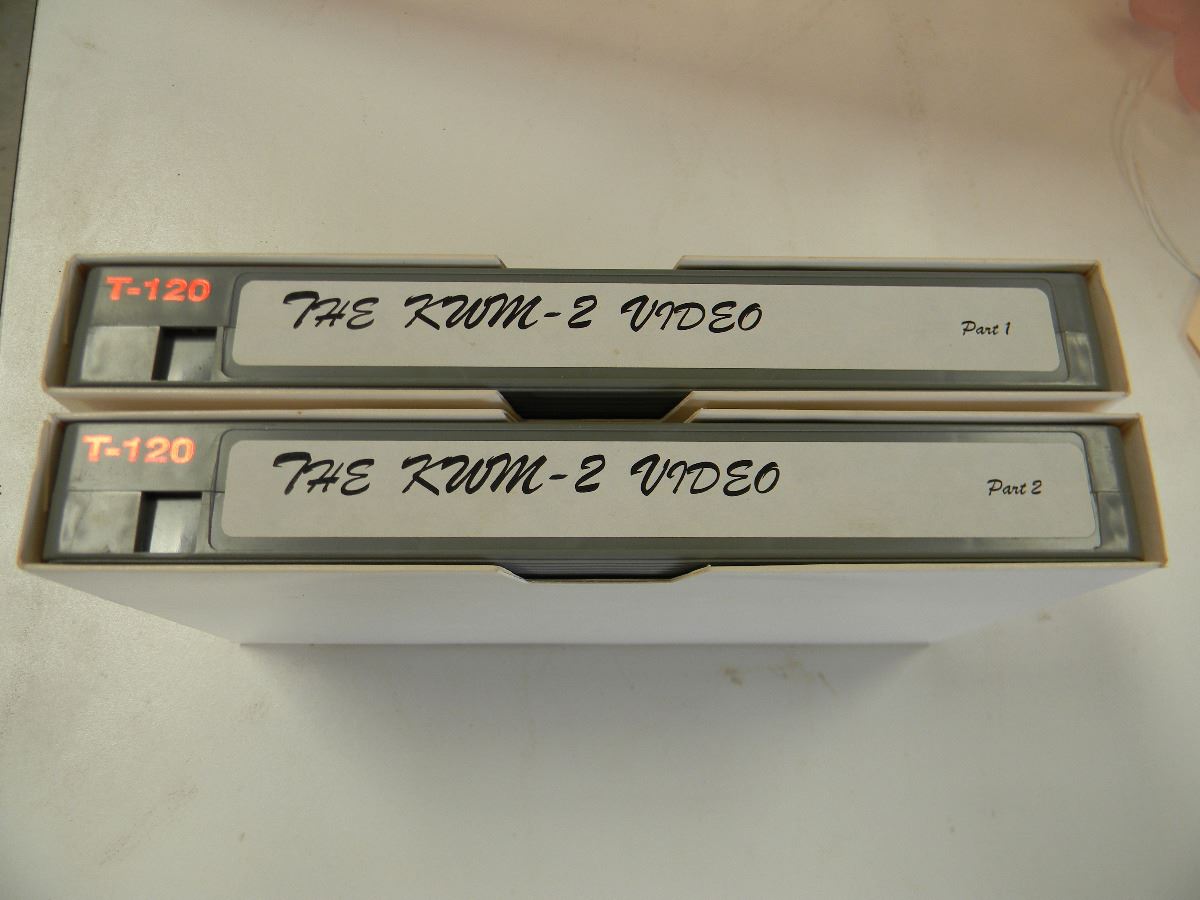 T-120
THE KWM-2 VIDEO
Part 1
T-120
THE KWM-2 VIDEO
Part 2